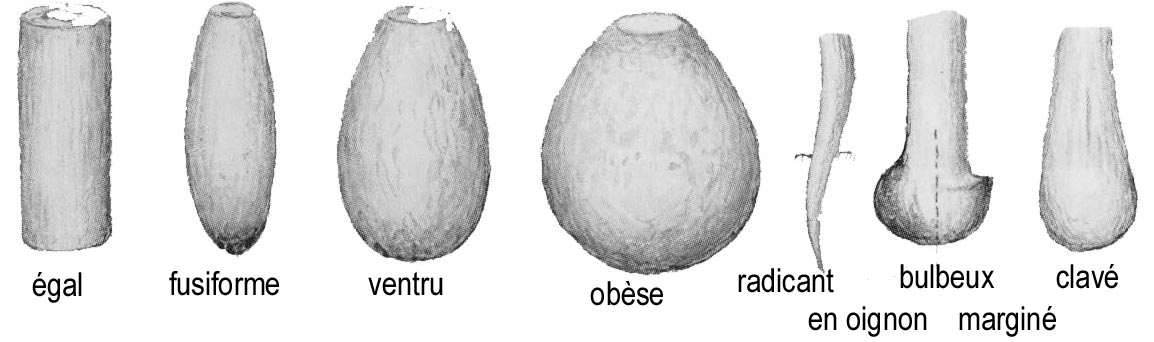 égal
fusiforme
ventru
obèse
radicant
bulbeux
clavé
en oignon
marginé